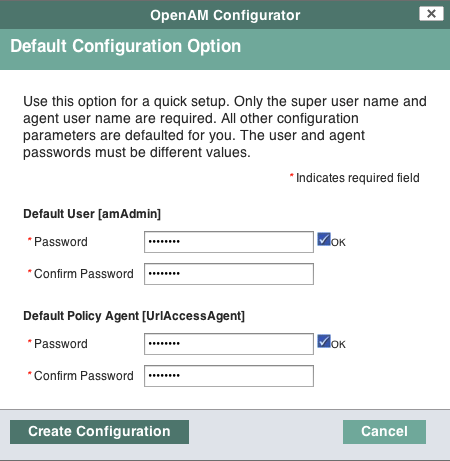 OpenAM Configurator
Default Configuration Option
Use this option for a quick setup. Only the super user name and
agent user name are required. All other configuration
parameters are defaulted for you. The user and agent
passwords must be different values.
* Indicates required field
Default User [amAdmin]
* Password •••••••• OK
* Confirm Password ••••••••
Default Policy Agent [UrlAccessAgent]
* Password •••••••• OK
* Confirm Password ••••••••
Create Configuration Cancel